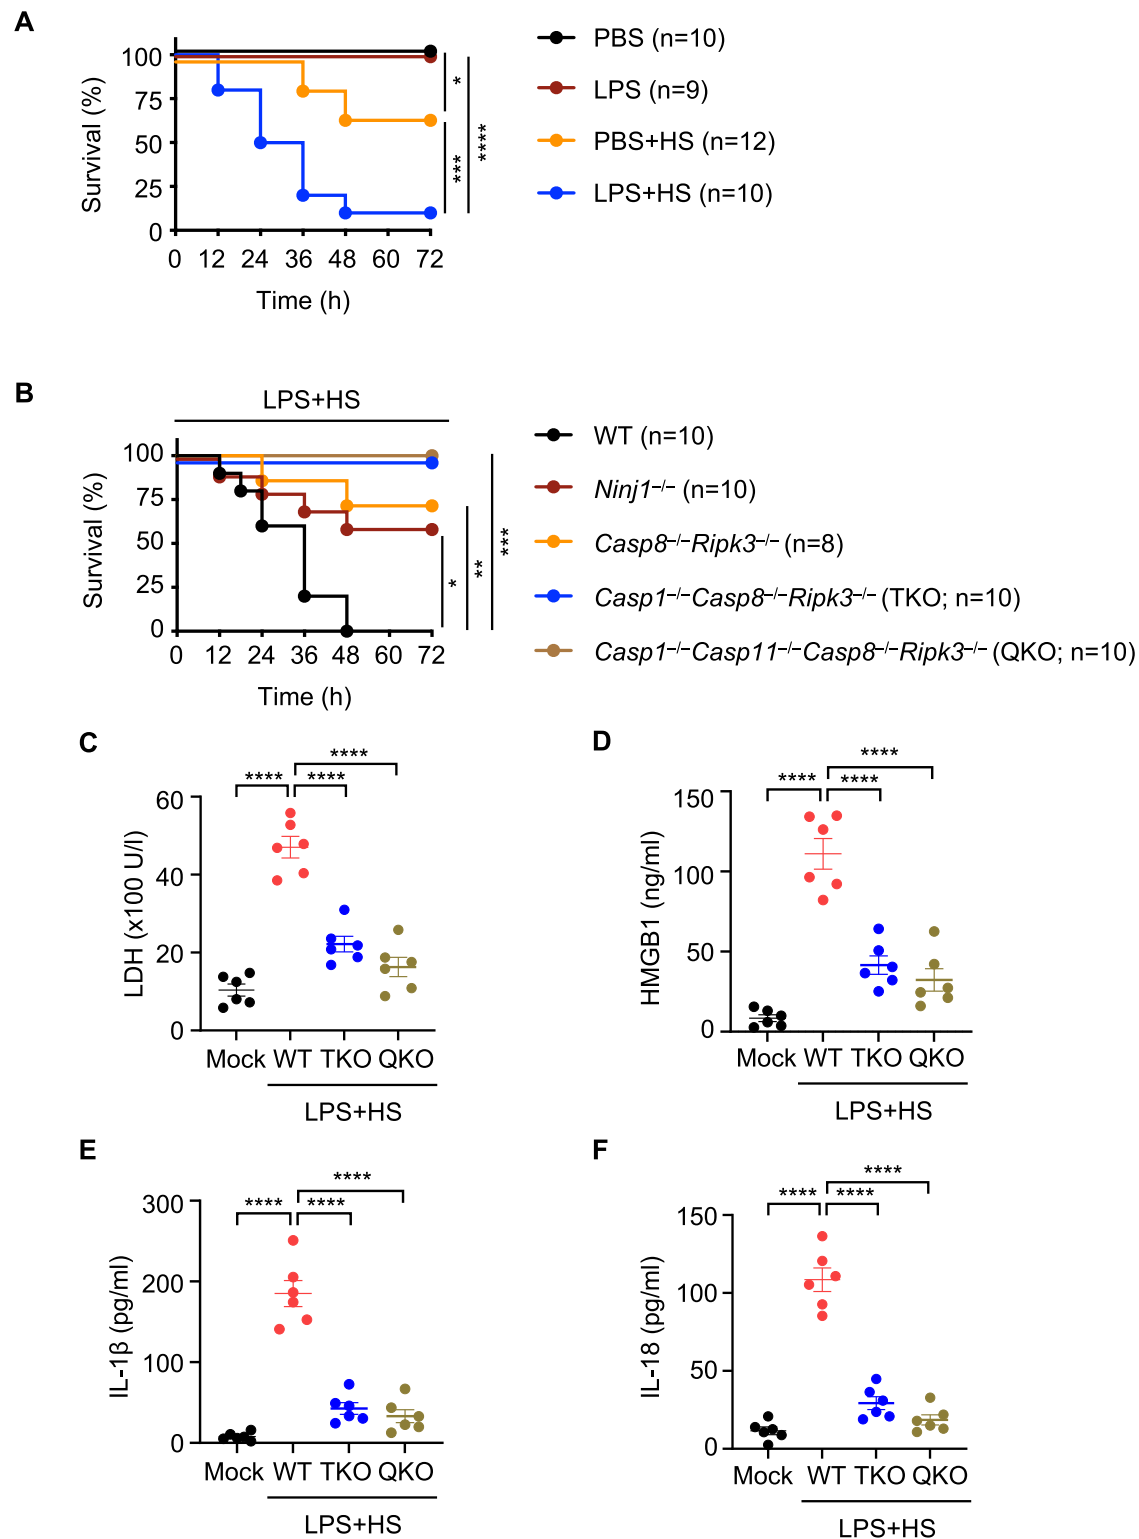 A
Survival (%)
100
75
50
25
0
0 12 24 36 48 60 72
Time (h)
*
***
****
PBS (n=10)
LPS (n=9)
PBS+HS (n=12)
LPS+HS (n=10)
B
LPS+HS
Survival (%)
100
75
50
25
0
0 12 24 36 48 60 72
Time (h)
*
**
***
WT (n=10)
Ninj1–/– (n=10)
Casp8–/–Ripk3–/– (n=8)
Casp1–/–Casp8–/–Ripk3–/– (TKO; n=10)
Casp1–/–Casp11–/–Casp8–/–Ripk3–/– (QKO; n=10)
C
****
**** ****
LDH (x100 U/l)
60
40
20
0
Mock WT TKO QKO
LPS+HS
D
****
**** ****
HMGB1 (ng/ml)
150
100
50
0
Mock WT TKO QKO
LPS+HS
E
****
**** ****
IL-1β (pg/ml)
300
200
100
0
Mock WT TKO QKO
LPS+HS
F
****
**** ****
IL-18 (pg/ml)
150
100
50
0
Mock WT TKO QKO
LPS+HS